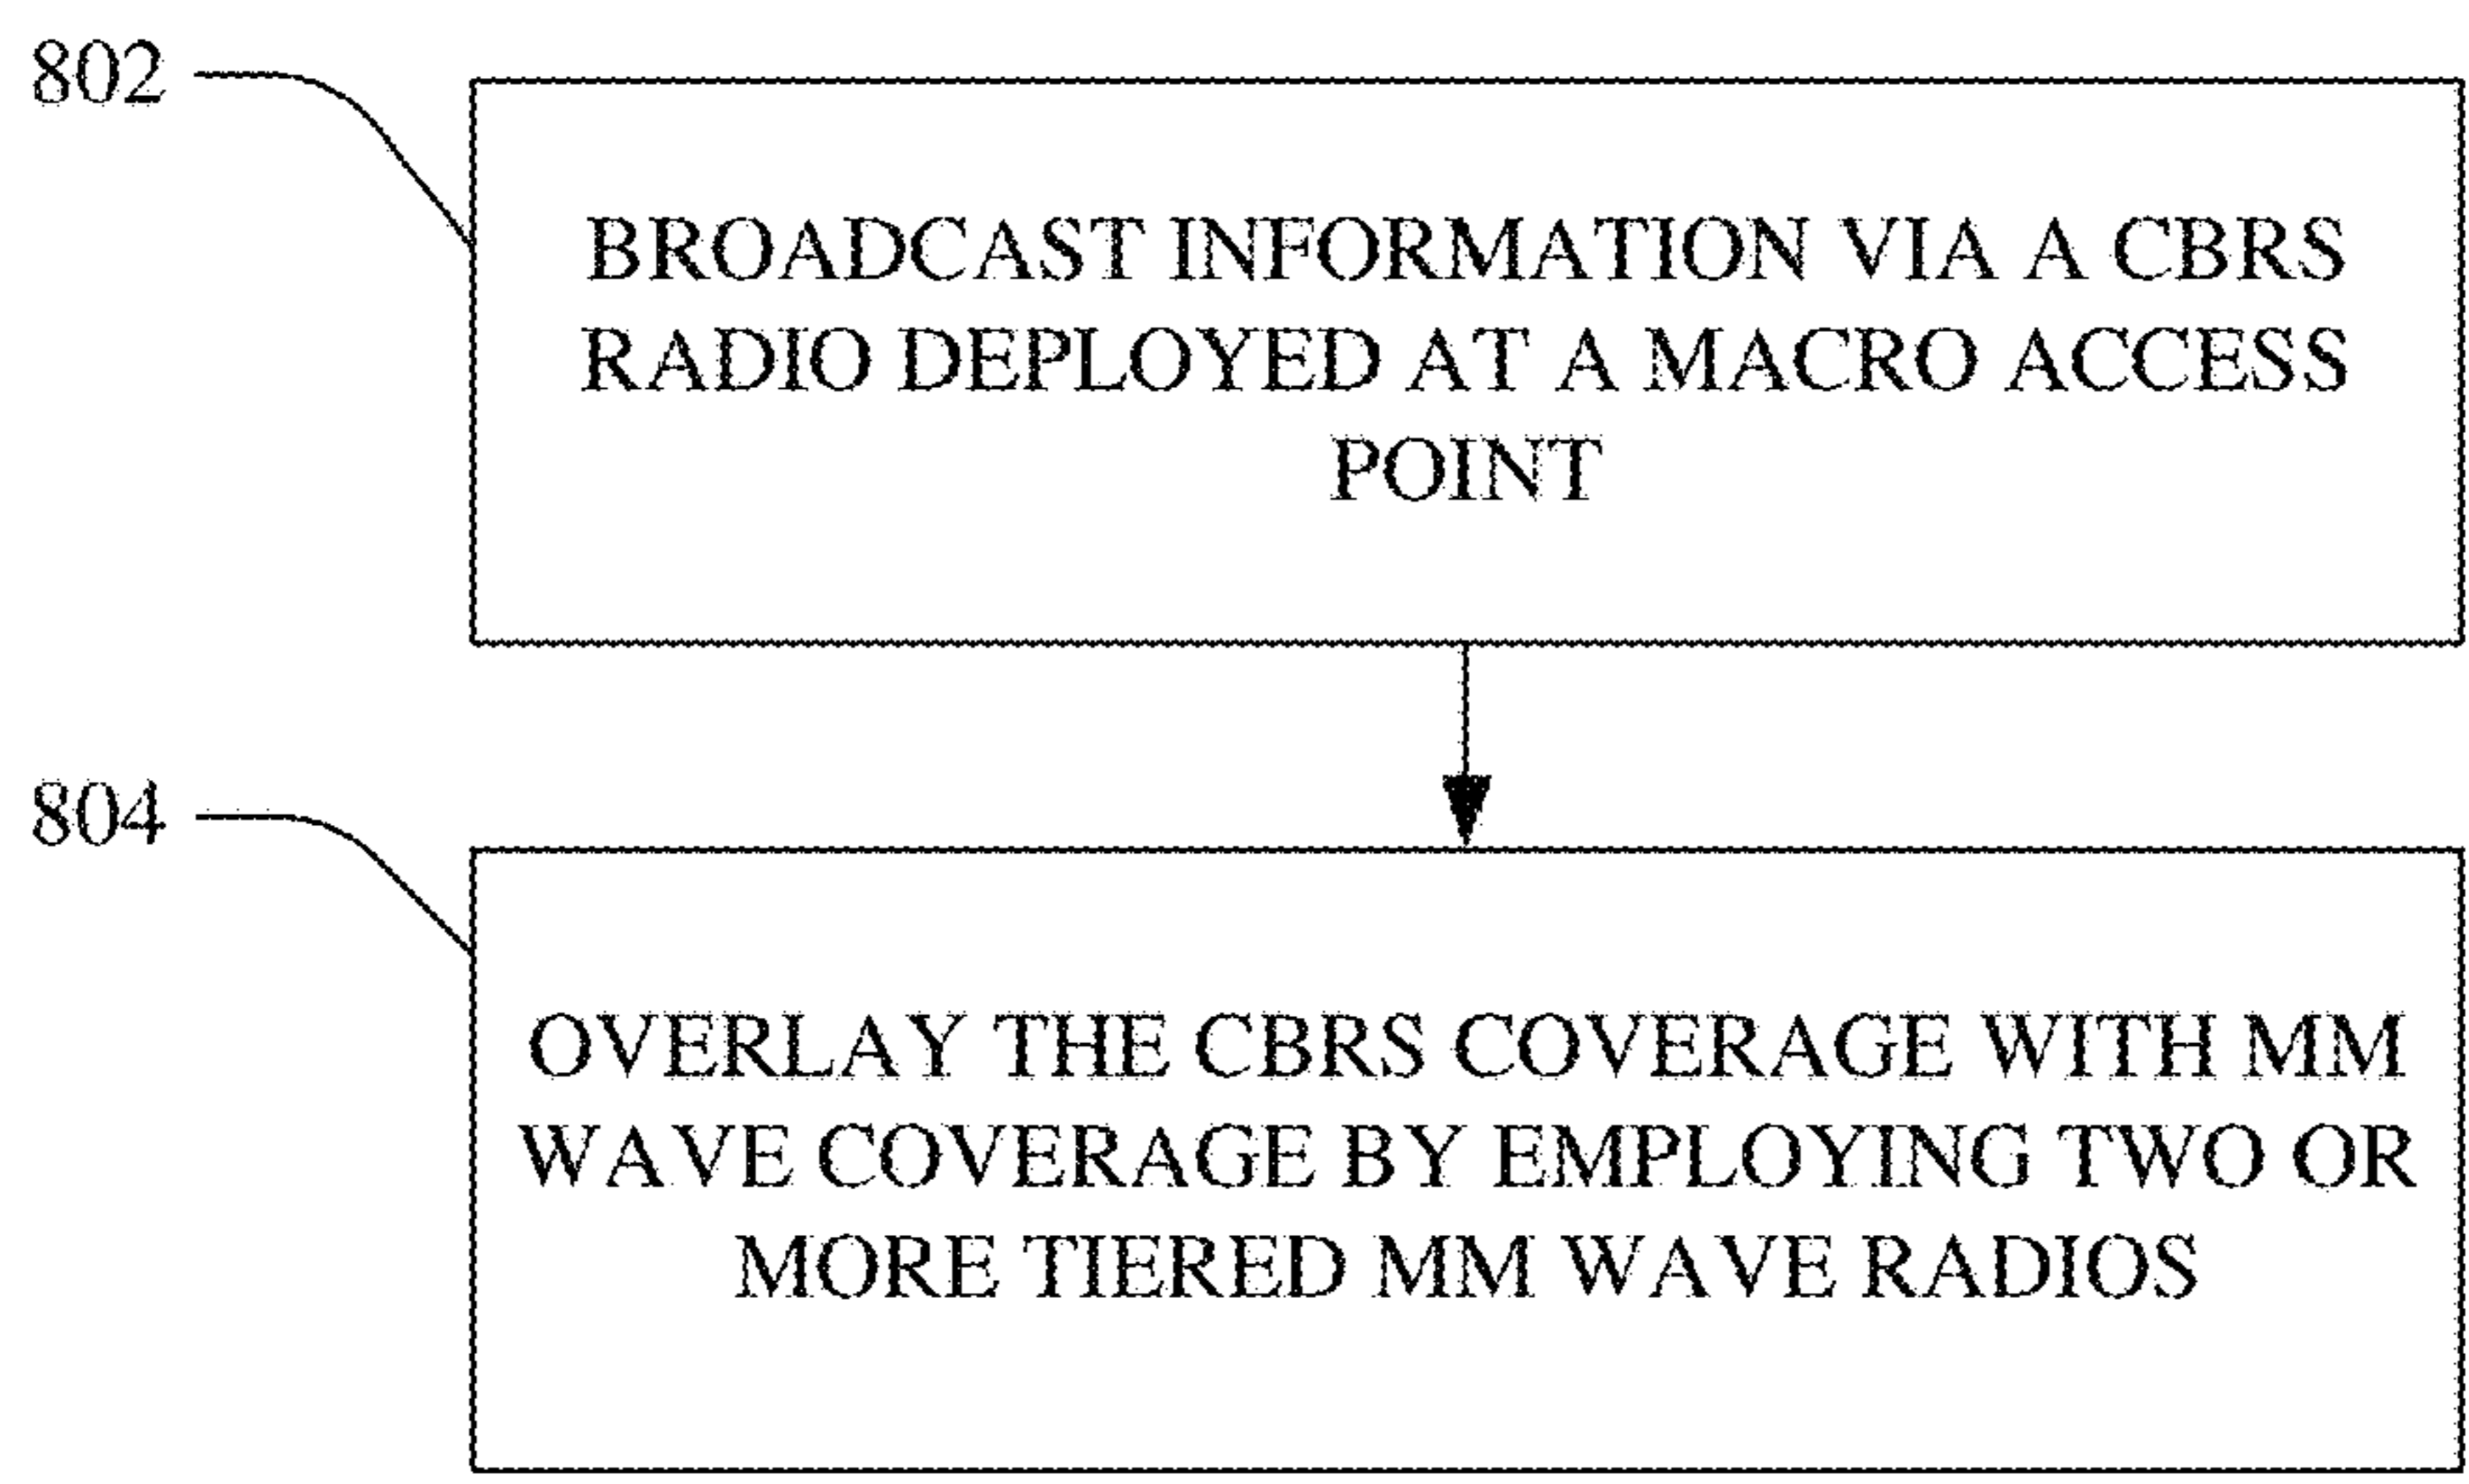 802
BROADCAST INFORMATION VIA A CBRS
RADIO DEPLOYED AT A MACRO ACCESS
POINT
804
OVERLAY THE CBRS COVERAGE WITH MM
WAVE COVERAGE BY EMPLOYING TWO OR
MORE TIERED MM WAVE RADIOS